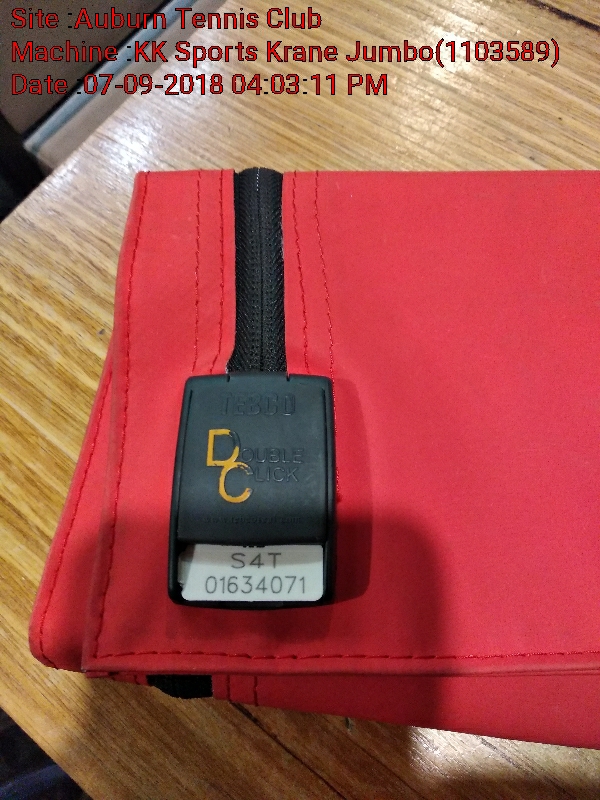 Site :Auburn Tennis Club
Machine :KK Sports Krane Jumbo(1103589)
Date :07-09-2018 04:03:11 PM
DOUBLE
CLICK
S4T
01634071